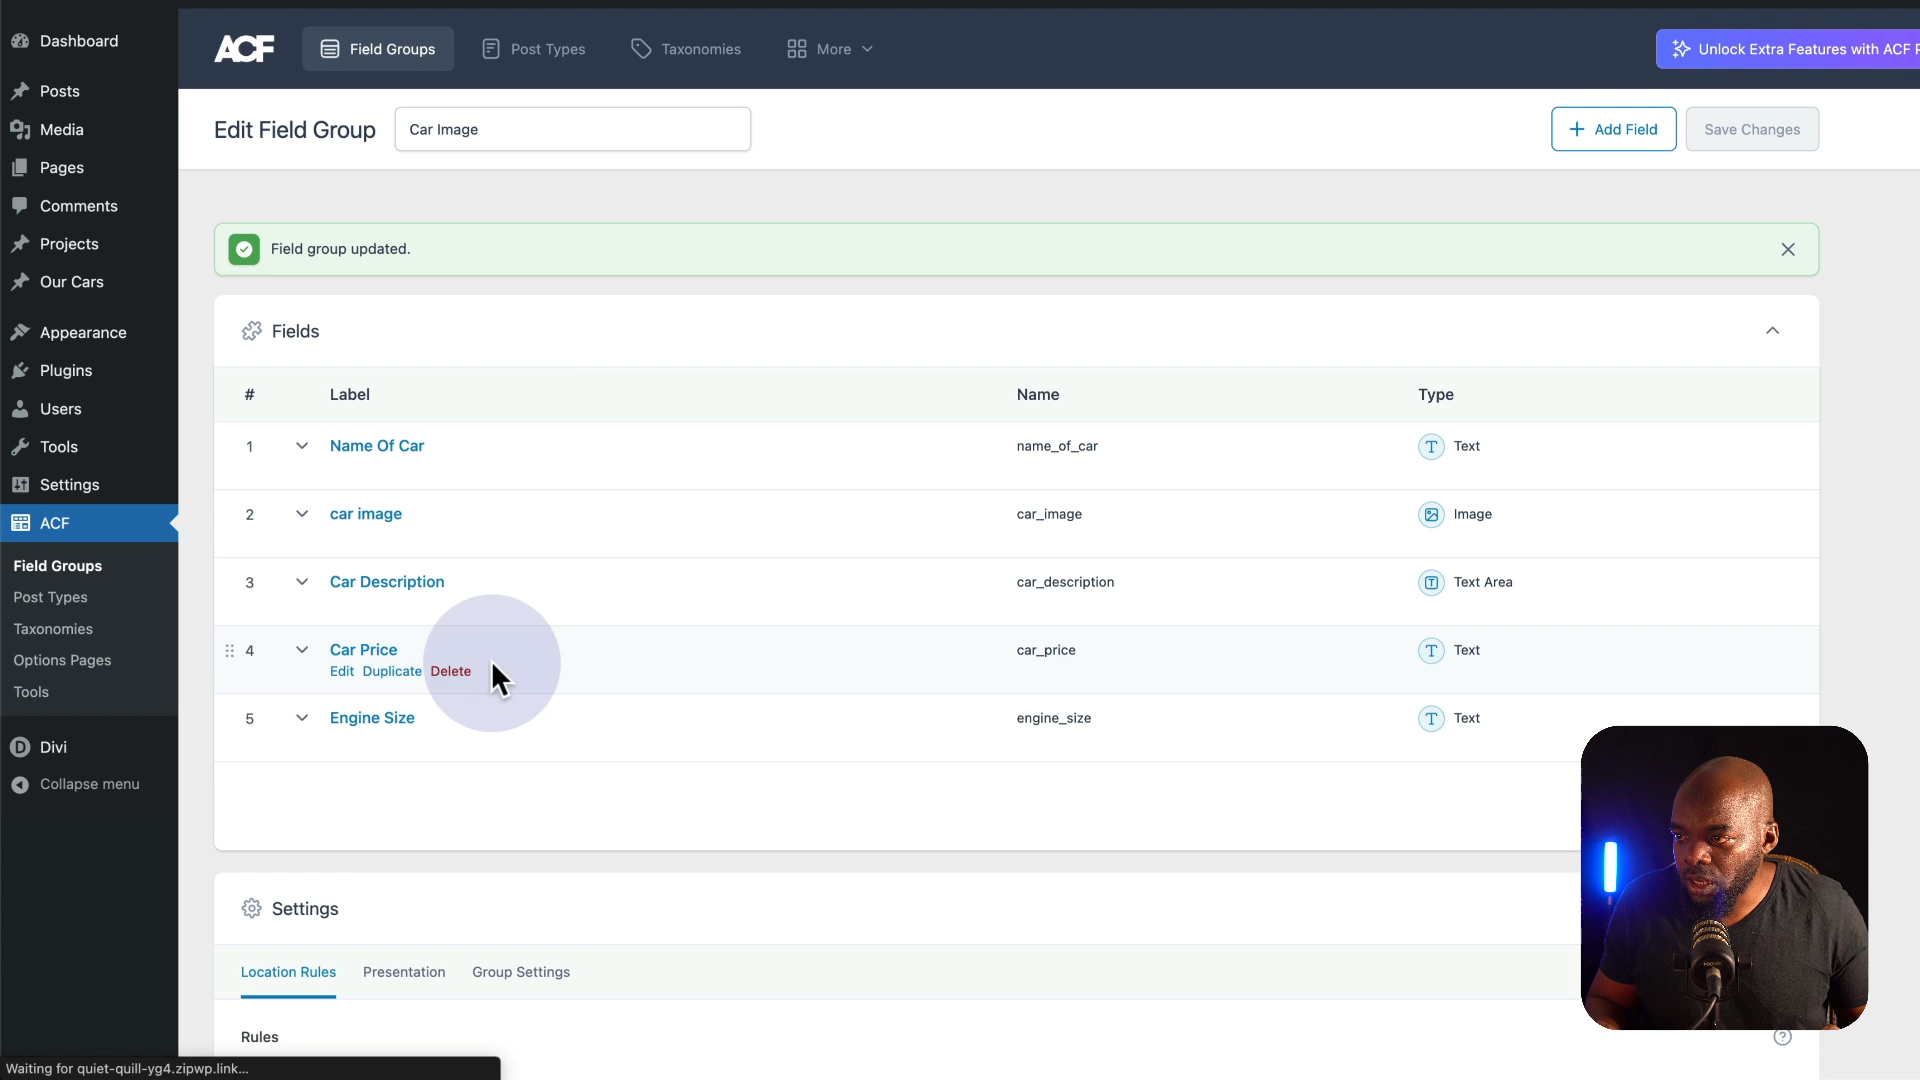 Dashboard
Posts
Media
Pages
Comments
Projects
Our Cars
Appearance
Plugins
Users
Tools
Settings
ACF
Field Groups
Post Types
Taxonomies
Options Pages
Tools
Divi
Collapse menu
ACF
Field Groups
Post Types
Taxonomies
More
Unlock Extra Features with ACF P
Edit Field Group
Car Image
+ Add Field
Save Changes
Field group updated.
Fields
# Label Name Type
1 Name Of Car name_of_car Text
2 car image car_image Image
3 Car Description car_description Text Area
4 Car Price car_price Text
Edit Duplicate Delete
5 Engine Size engine_size Text
Settings
Location Rules Presentation Group Settings
Rules
Waiting for quiet-quill-yg4.zipwp.link...